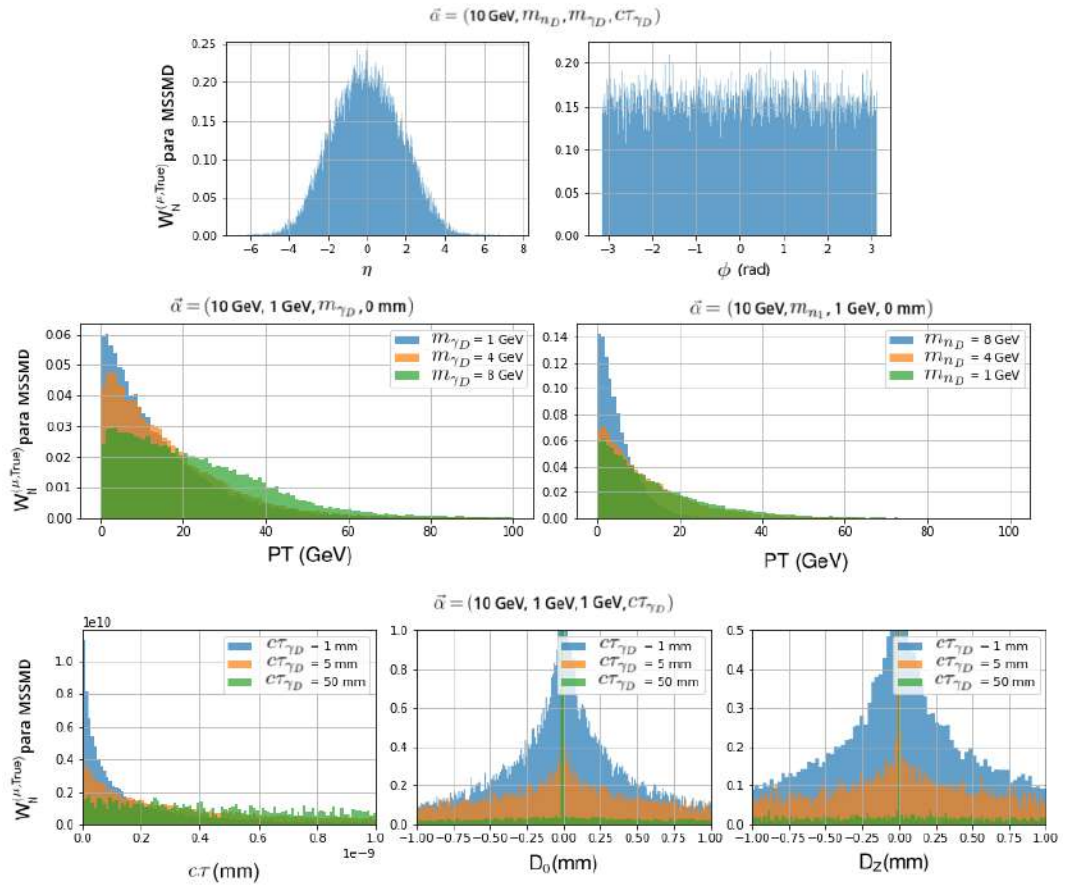 α⃗ = (10 GeV, m_{n_D}, m_{γ_D}, cτ_{γ_D})
W_N^{(μ,True)} para MSSMD
0.25
0.20
0.15
0.10
0.05
0.00
−6 −4 −2 0 2 4 6 8
η
0.20
0.15
0.10
0.05
0.00
−3 −2 −1 0 1 2 3
ϕ (rad)
α⃗ = (10 GeV, 1 GeV, m_{γ_D}, 0 mm)
W_N^{(μ,True)} para MSSMD
0.06
0.05
0.04
0.03
0.02
0.01
0.00
m_{γ_D} = 1 GeV
m_{γ_D} = 4 GeV
m_{γ_D} = 8 GeV
0 20 40 60 80 100
PT (GeV)
α⃗ = (10 GeV, m_{n_1}, 1 GeV, 0 mm)
0.14
0.12
0.10
0.08
0.06
0.04
0.02
0.00
m_{n_D} = 8 GeV
m_{n_D} = 4 GeV
m_{n_D} = 1 GeV
0 20 40 60 80 100
PT (GeV)
α⃗ = (10 GeV, 1 GeV, 1 GeV, cτ_{γ_D})
W_N^{(μ,True)} para MSSMD
1e10
1.0
0.8
0.6
0.4
0.2
0.0
cτ_{γ_D} = 1 mm
cτ_{γ_D} = 5 mm
cτ_{γ_D} = 50 mm
0.0 0.2 0.4 0.6 0.8 1.0
1e−9
cτ (mm)
1.0
0.8
0.6
0.4
0.2
0.0
cτ_{γ_D} = 1 mm
cτ_{γ_D} = 5 mm
cτ_{γ_D} = 50 mm
−1.00 −0.75 −0.50 −0.25 0.00 0.25 0.50 0.75 1.00
D_0(mm)
0.5
0.4
0.3
0.2
0.1
0.0
cτ_{γ_D} = 1 mm
cτ_{γ_D} = 5 mm
cτ_{γ_D} = 50 mm
−1.00 −0.75 −0.50 −0.25 0.00 0.25 0.50 0.75 1.00
D_Z(mm)